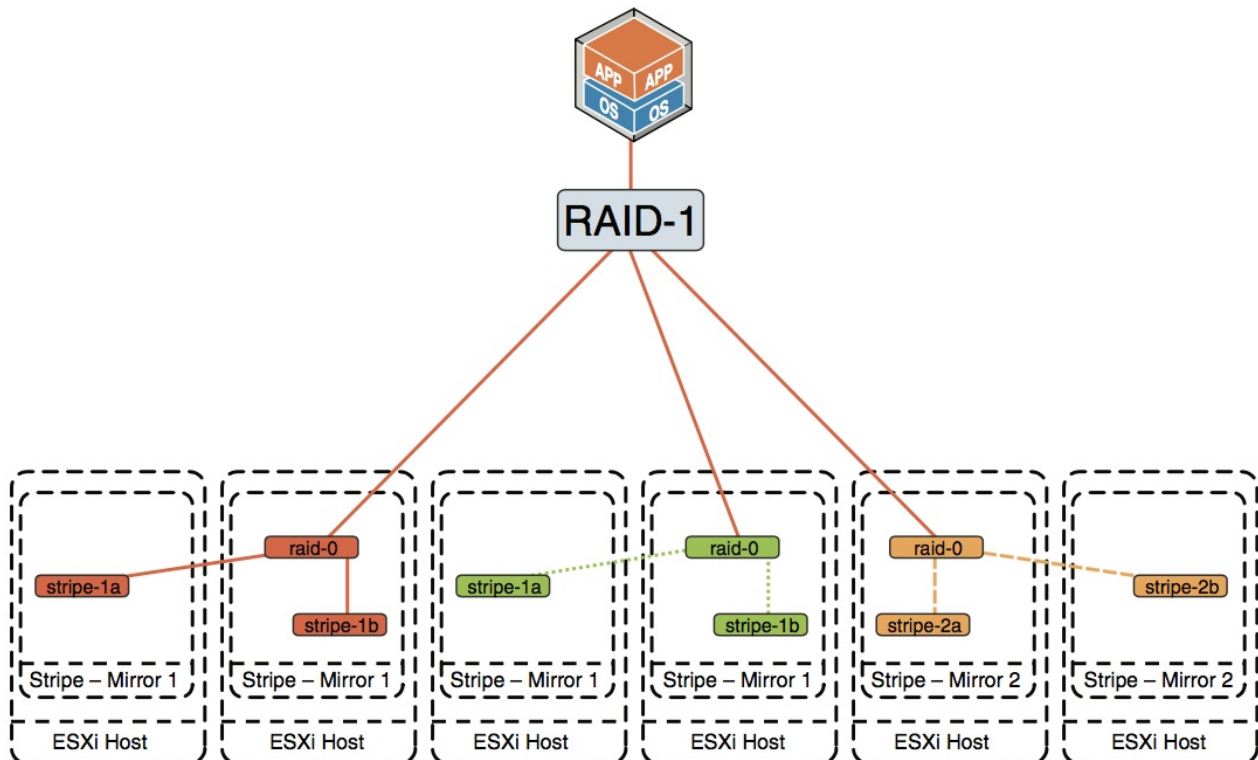 APP APP
OS OS
RAID-1
raid-0 raid-0 raid-0
stripe-1a stripe-1a stripe-2b
stripe-1b stripe-1b stripe-2a
Stripe – Mirror 1 Stripe – Mirror 1 Stripe – Mirror 1 Stripe – Mirror 1 Stripe – Mirror 2 Stripe – Mirror 2
ESXi Host ESXi Host ESXi Host ESXi Host ESXi Host ESXi Host